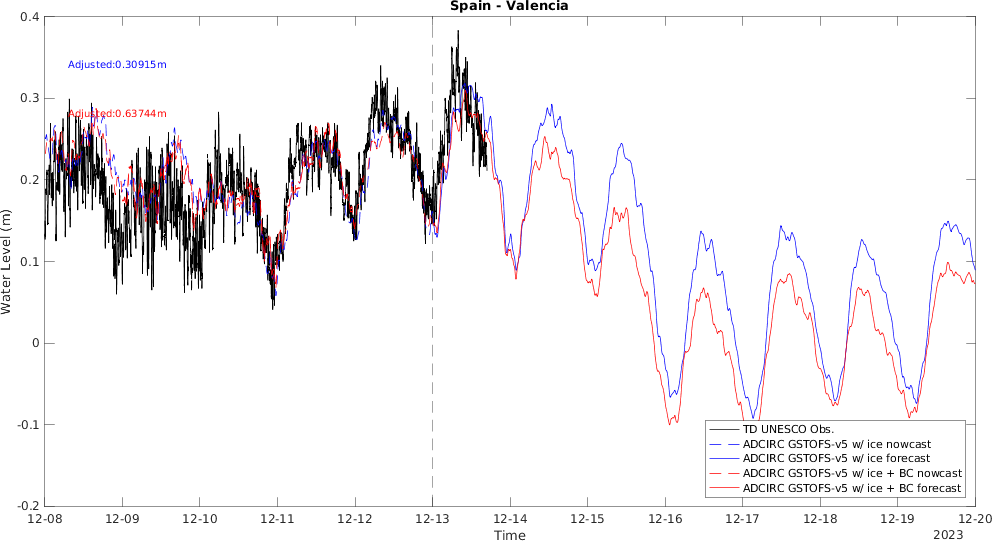 Spain - Valencia
0.4
0.3
0.2
0.1
0
-0.1
-0.2
Water Level (m)
Adjusted:0.30915m
Adjusted:0.63744m
TD UNESCO Obs.
ADCIRC GSTOFS-v5 w/ ice nowcast
ADCIRC GSTOFS-v5 w/ ice forecast
ADCIRC GSTOFS-v5 w/ ice + BC nowcast
ADCIRC GSTOFS-v5 w/ ice + BC forecast
12-08 12-09 12-10 12-11 12-12 12-13 12-14 12-15 12-16 12-17 12-18 12-19 12-20
Time
2023